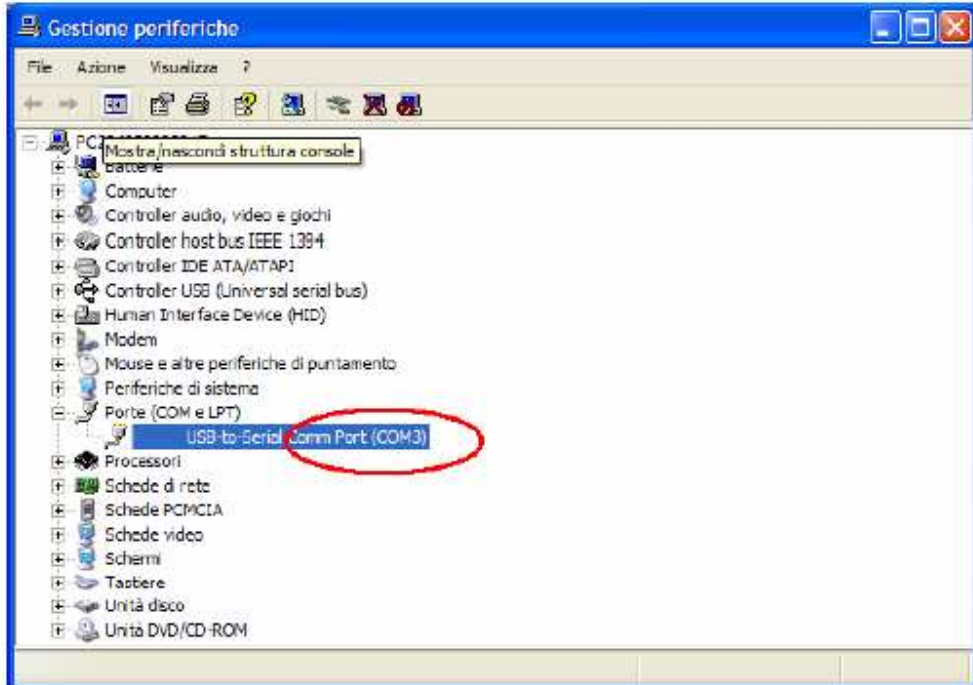 Gestione periferiche
File Azione Visualizza ?
Mostra/nascondi struttura console
Batterie
Computer
Controller audio, video e giochi
Controller host bus IEEE 1394
Controller IDE ATA/ATAPI
Controller USB (Universal serial bus)
Human Interface Device (HID)
Modem
Mouse e altre periferiche di puntamento
Periferiche di sistema
Porte (COM e LPT)
USB-to-Serial Comm Port (COM3)
Processori
Schede di rete
Schede PCMCIA
Schede video
Schermi
Tastiere
Unità disco
Unità DVD/CD-ROM